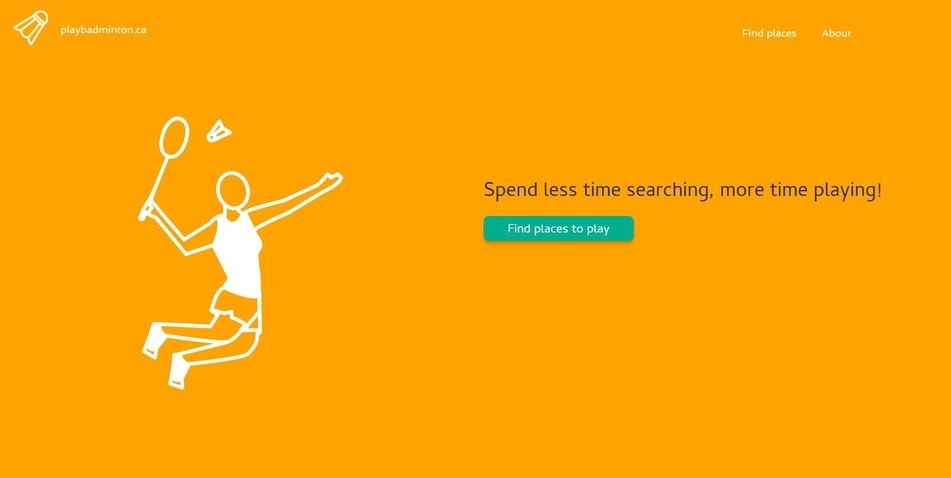 playbadminton.ca
Find places
About
Spend less time searching, more time playing!
Find places to play